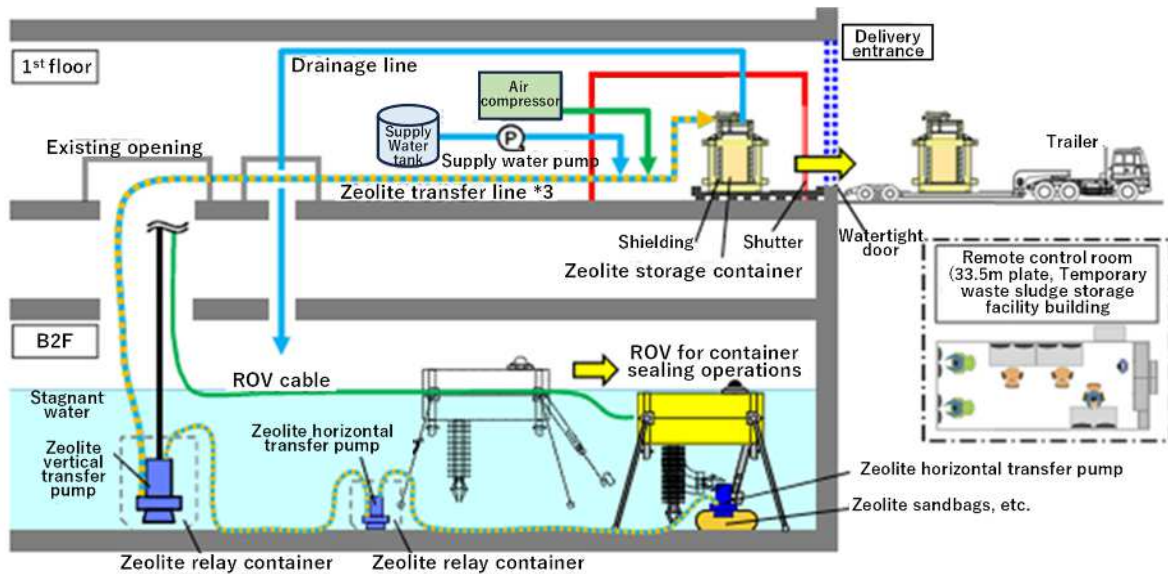 1st floor
Drainage line
Air
compressor
Delivery
entrance
Supply
Water
tank
P
Supply water pump
Existing opening
Trailer
Zeolite transfer line *3
Shielding
Shutter
Watertight
door
Zeolite storage container
Remote control room
(33.5m plate, Temporary
waste sludge storage
facility building
B2F
ROV cable
ROV for container
sealing operations
Stagnant
water
Zeolite horizontal
transfer pump
Zeolite
vertical
transfer
pump
Zeolite horizontal transfer pump
Zeolite sandbags, etc.
Zeolite relay container
Zeolite relay container